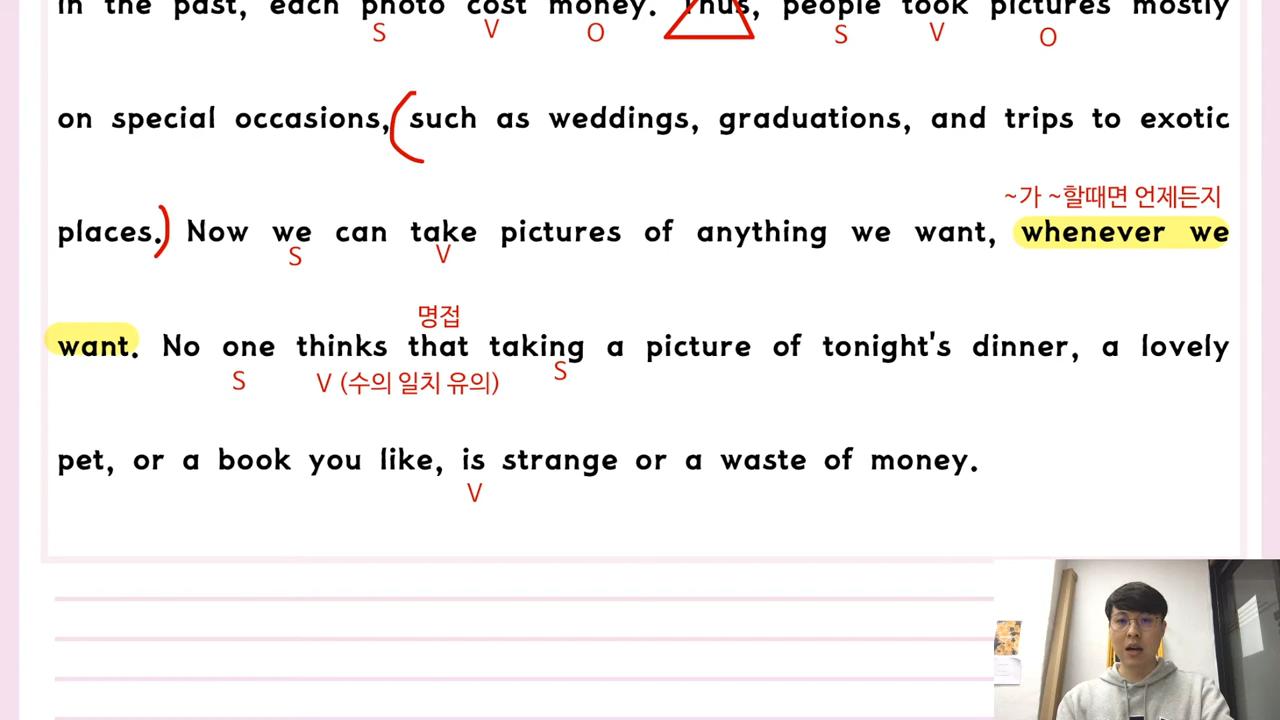 in the past, each photo cost money. Thus, people took pictures mostly
S V O S V O
on special occasions, (such as weddings, graduations, and trips to exotic
~가 ~할때면 언제든지
places.) Now we can take pictures of anything we want, whenever we
S V
명접
want. No one thinks that taking a picture of tonight's dinner, a lovely
S V (수의 일치 유의) S
pet, or a book you like, is strange or a waste of money.
V